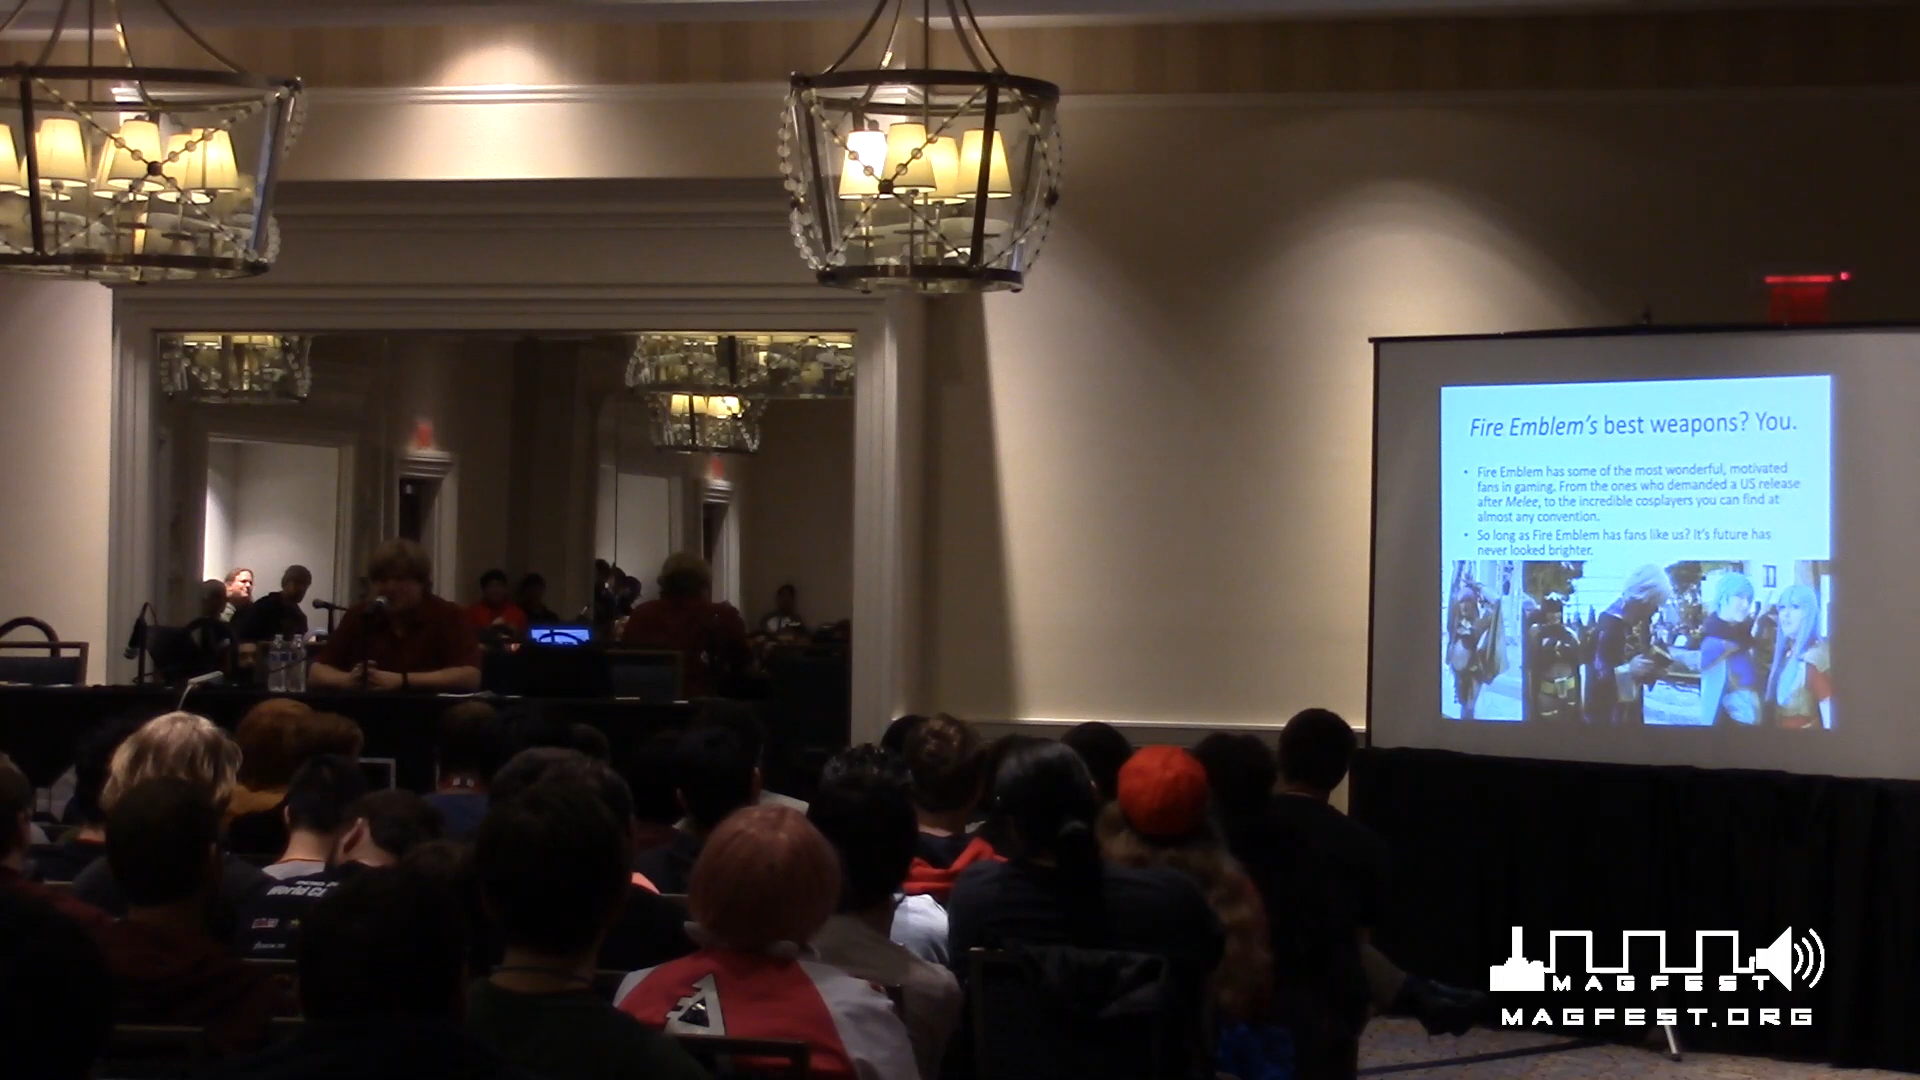 Fire Emblem's best weapons? You.
• Fire Emblem has some of the most wonderful, motivated
fans in gaming. From the ones who demanded a US release
after Melee, to the incredible cosplayers you can find at
almost any convention.
• So long as Fire Emblem has fans like us? It's future has
never looked brighter.
World
MAGFEST
MAGFEST.ORG